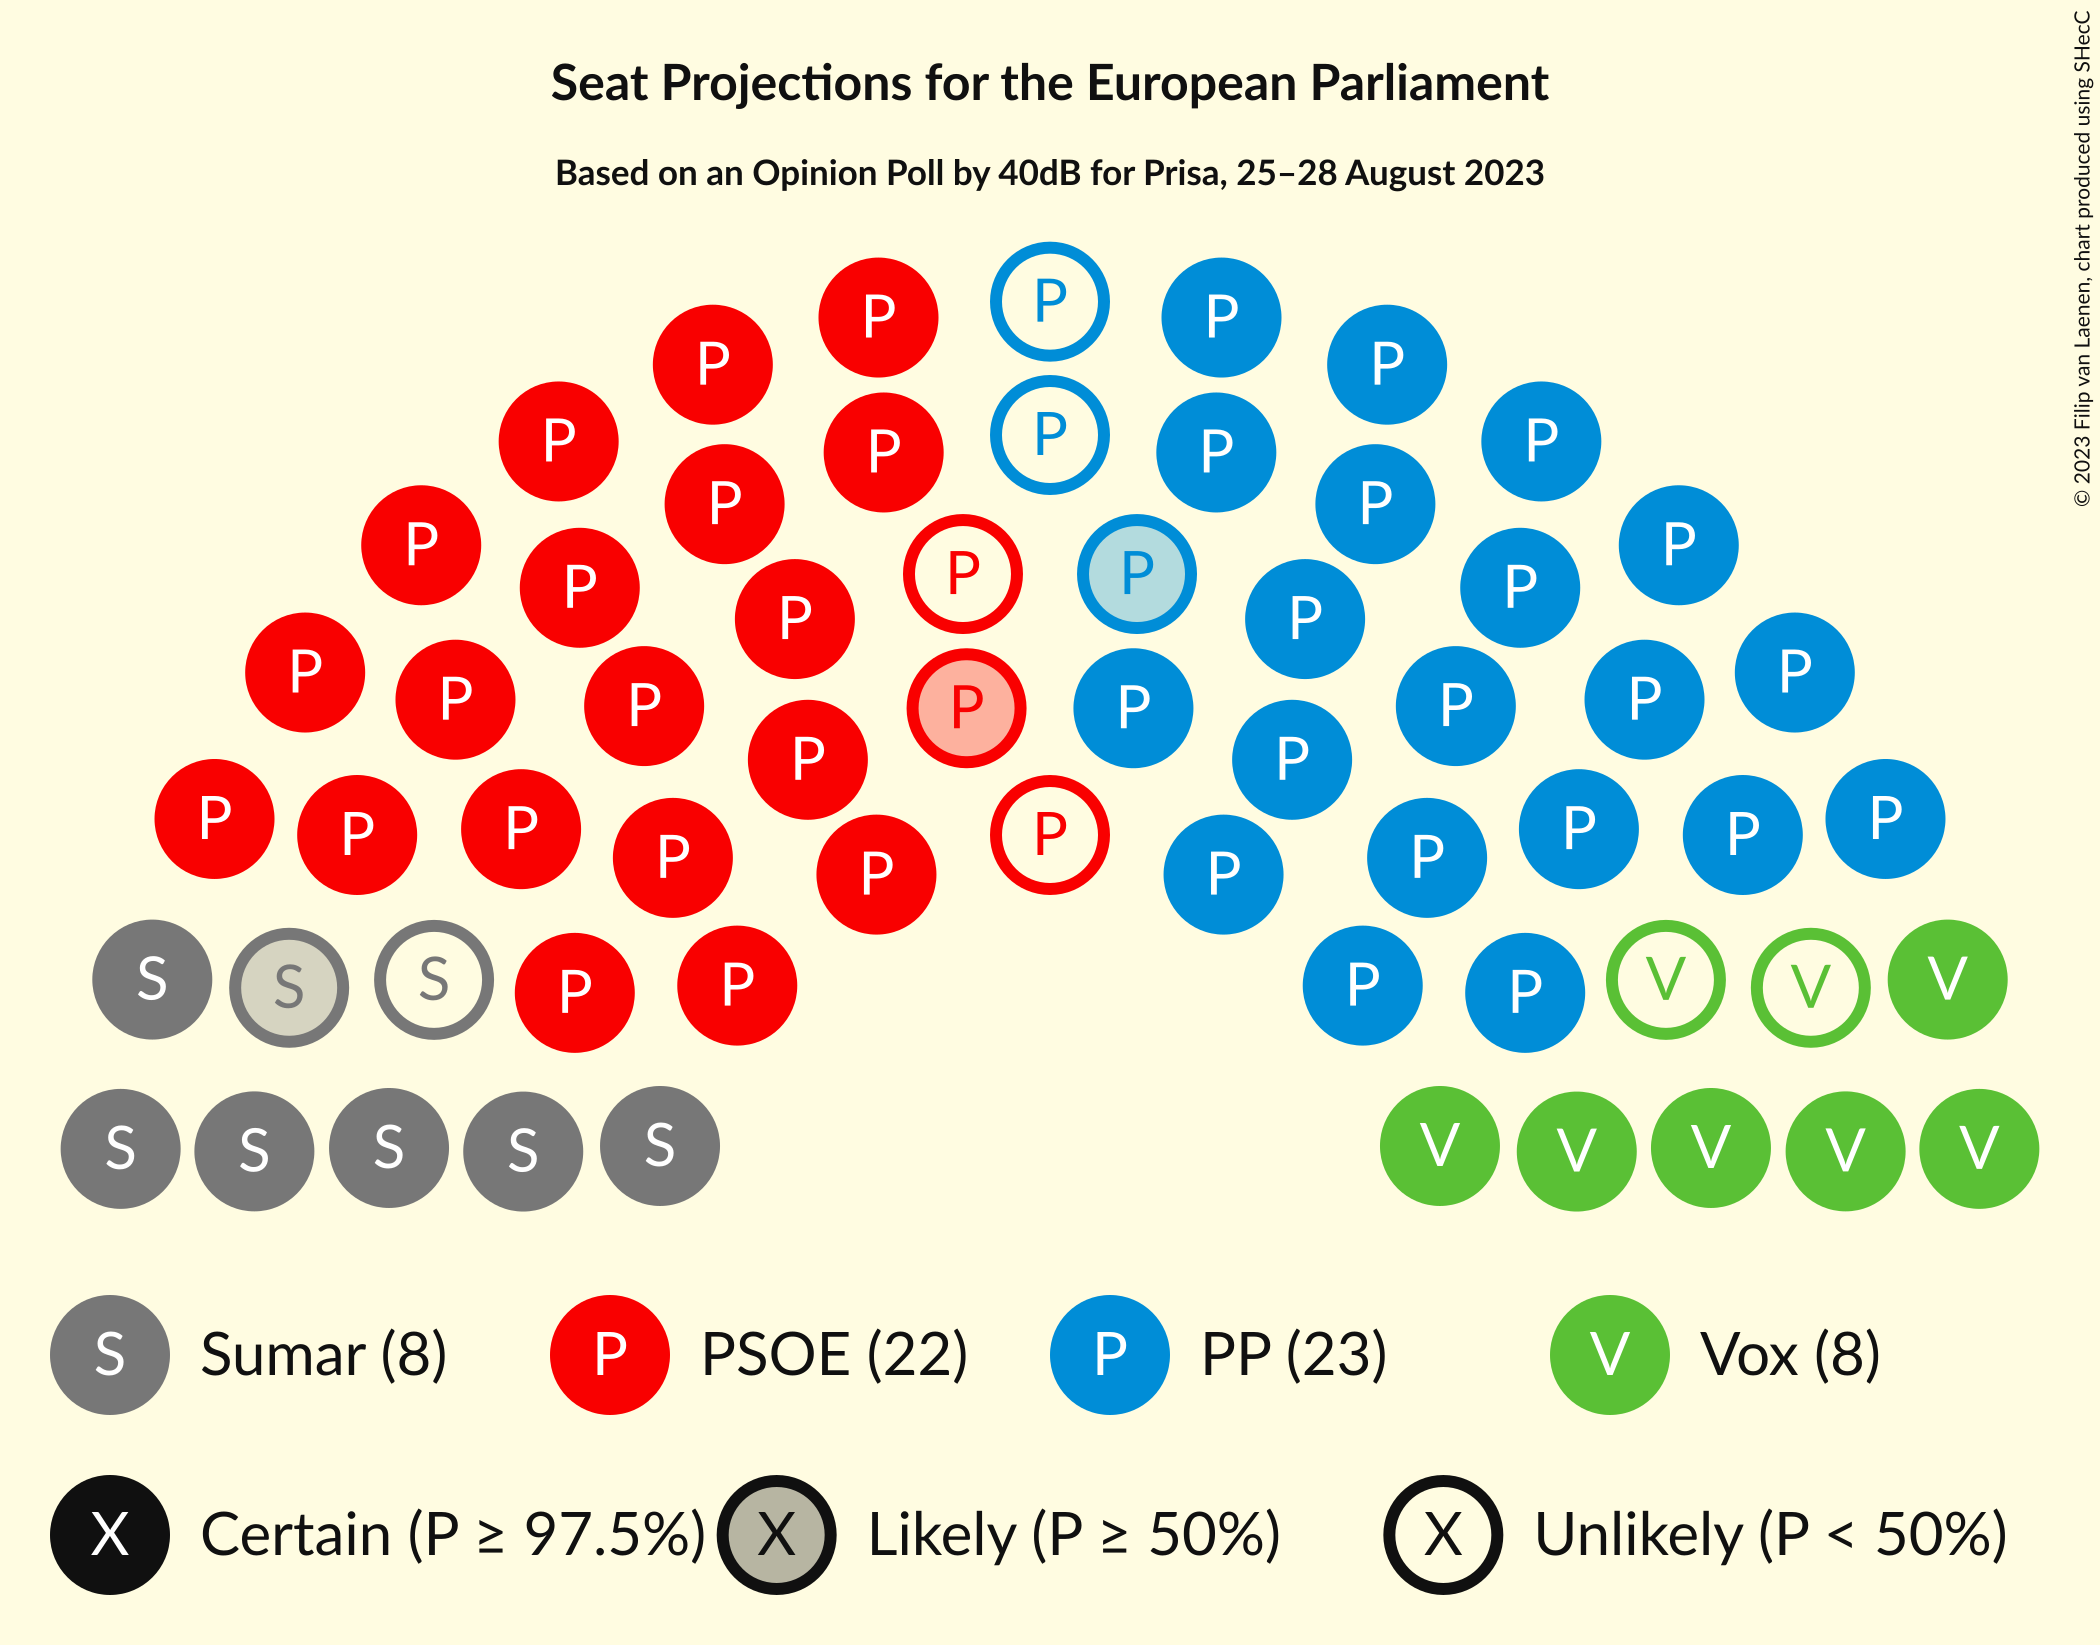 Seat Projections for the European Parliament
Based on an Opinion Poll by 40dB for Prisa, 25–28 August 2023
© 2023 Filip van Laenen, chart produced using SHecC
P P P P P
P P
P P P
P P
P P
P P
P P P P
P P
P P
P P
P P P
P P P P
P P P P
P P
P P
P P
P P P
P P P P
P P
S S S P P P P V V V
S S S S S V V V V V
S Sumar (8) P PSOE (22) P PP (23) V Vox (8)
X Certain (P ≥ 97.5%) X Likely (P ≥ 50%) X Unlikely (P < 50%)